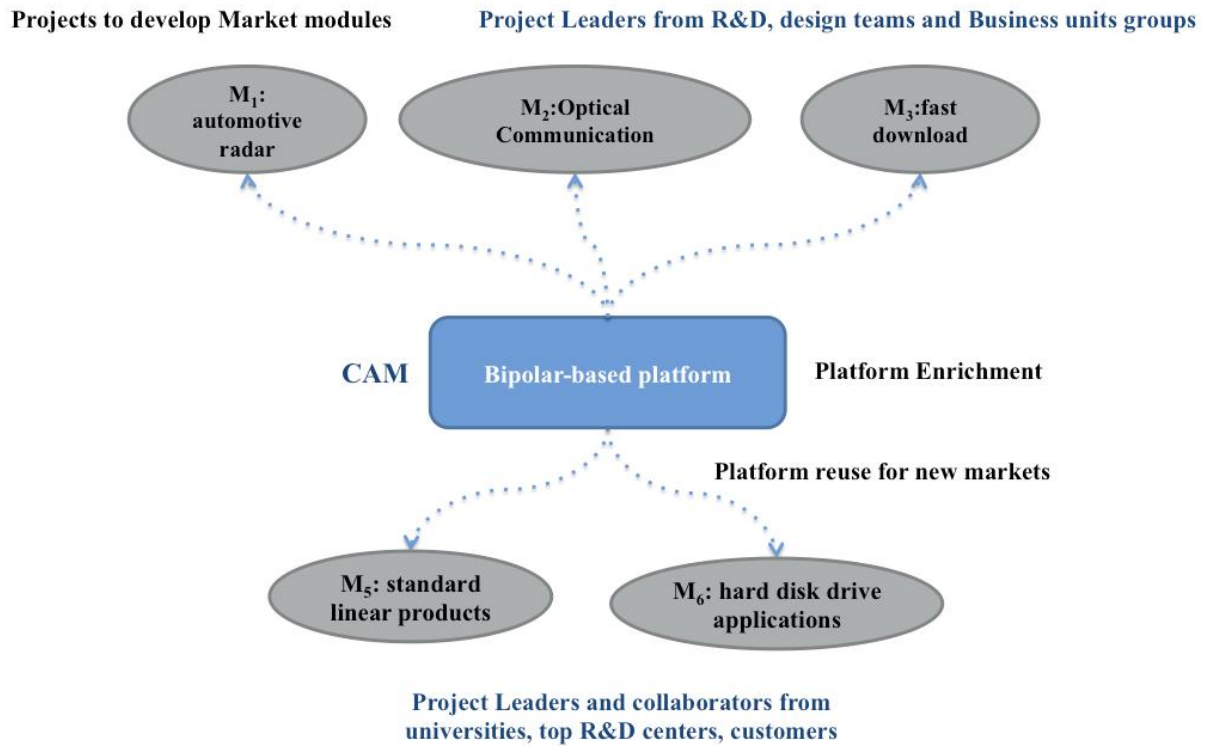 Projects to develop Market modules
Project Leaders from R&D, design teams and Business units groups
M₁:
automotive
radar
M₂:Optical
Communication
M₃:fast
download
CAM
Bipolar-based platform
Platform Enrichment
Platform reuse for new markets
M₅: standard
linear products
M₆: hard disk drive
applications
Project Leaders and collaborators from
universities, top R&D centers, customers